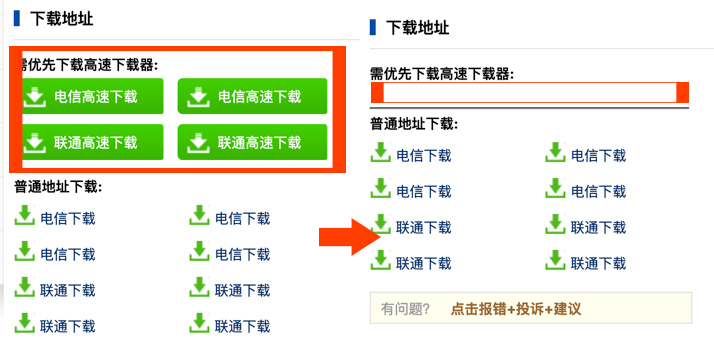 下载地址
需优先下载高速下载器:
电信高速下载 电信高速下载
联通高速下载 联通高速下载
普通地址下载:
电信下载 电信下载
电信下载 电信下载
联通下载 联通下载
联通下载 联通下载
下载地址
需优先下载高速下载器:
普通地址下载:
电信下载 电信下载
电信下载 电信下载
联通下载 联通下载
联通下载 联通下载
有问题? 点击报错+投诉+建议